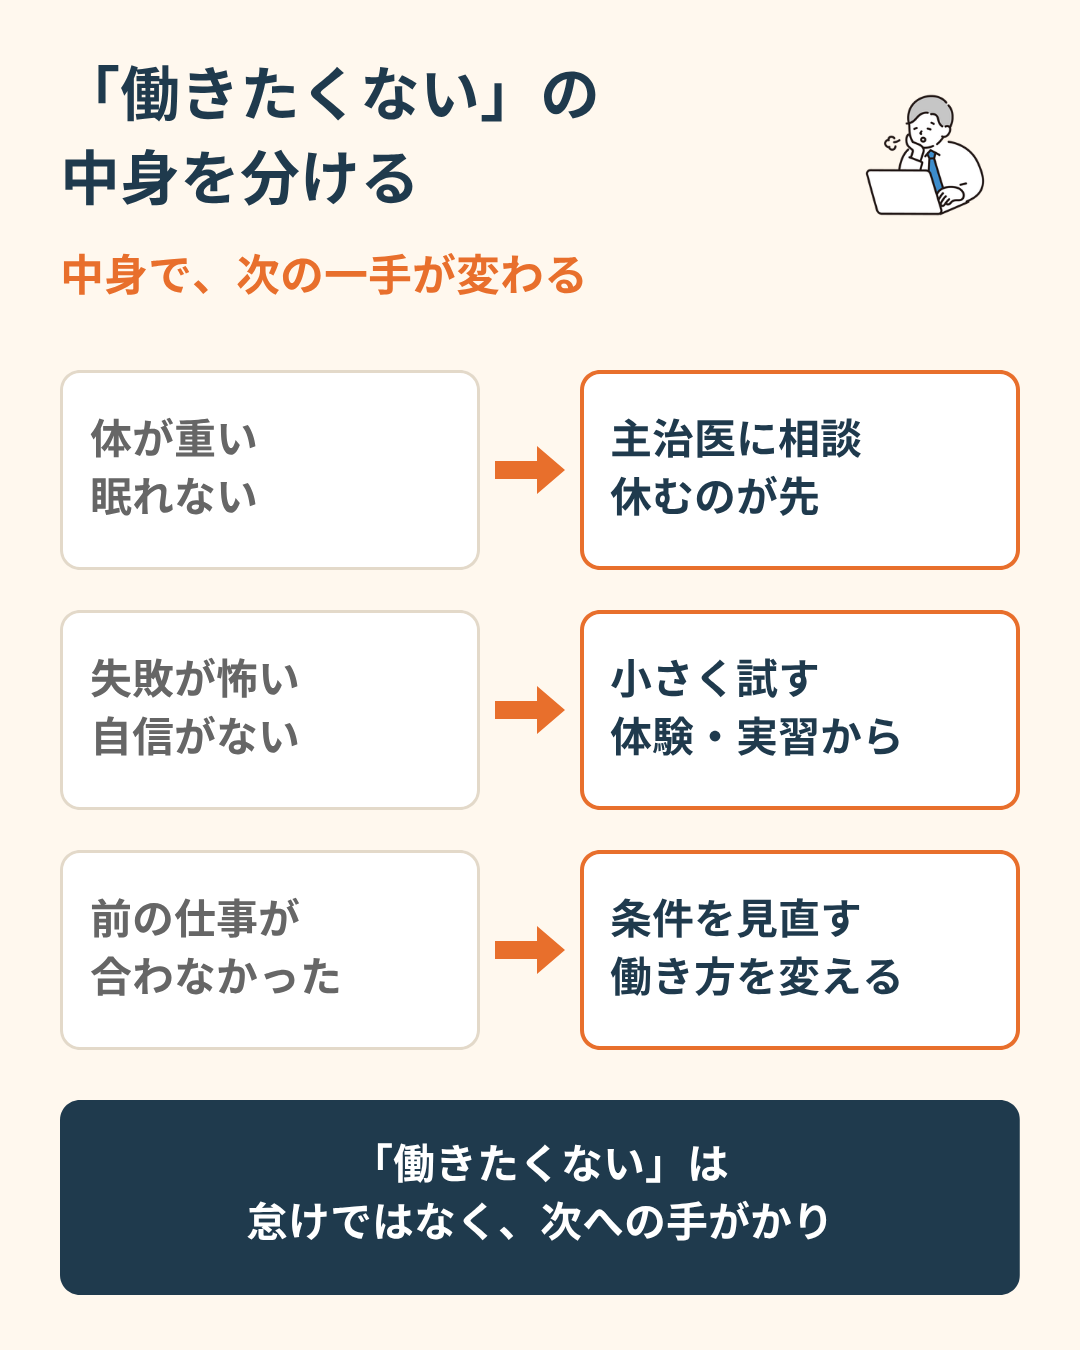 「働きたくない」の
中身を分ける
中身で、次の一手が変わる
体が重い
眠れない
主治医に相談
休むのが先
失敗が怖い
自信がない
小さく試す
体験・実習から
前の仕事が
合わなかった
条件を見直す
働き方を変える
「働きたくない」は
怠けではなく、次への手がかり